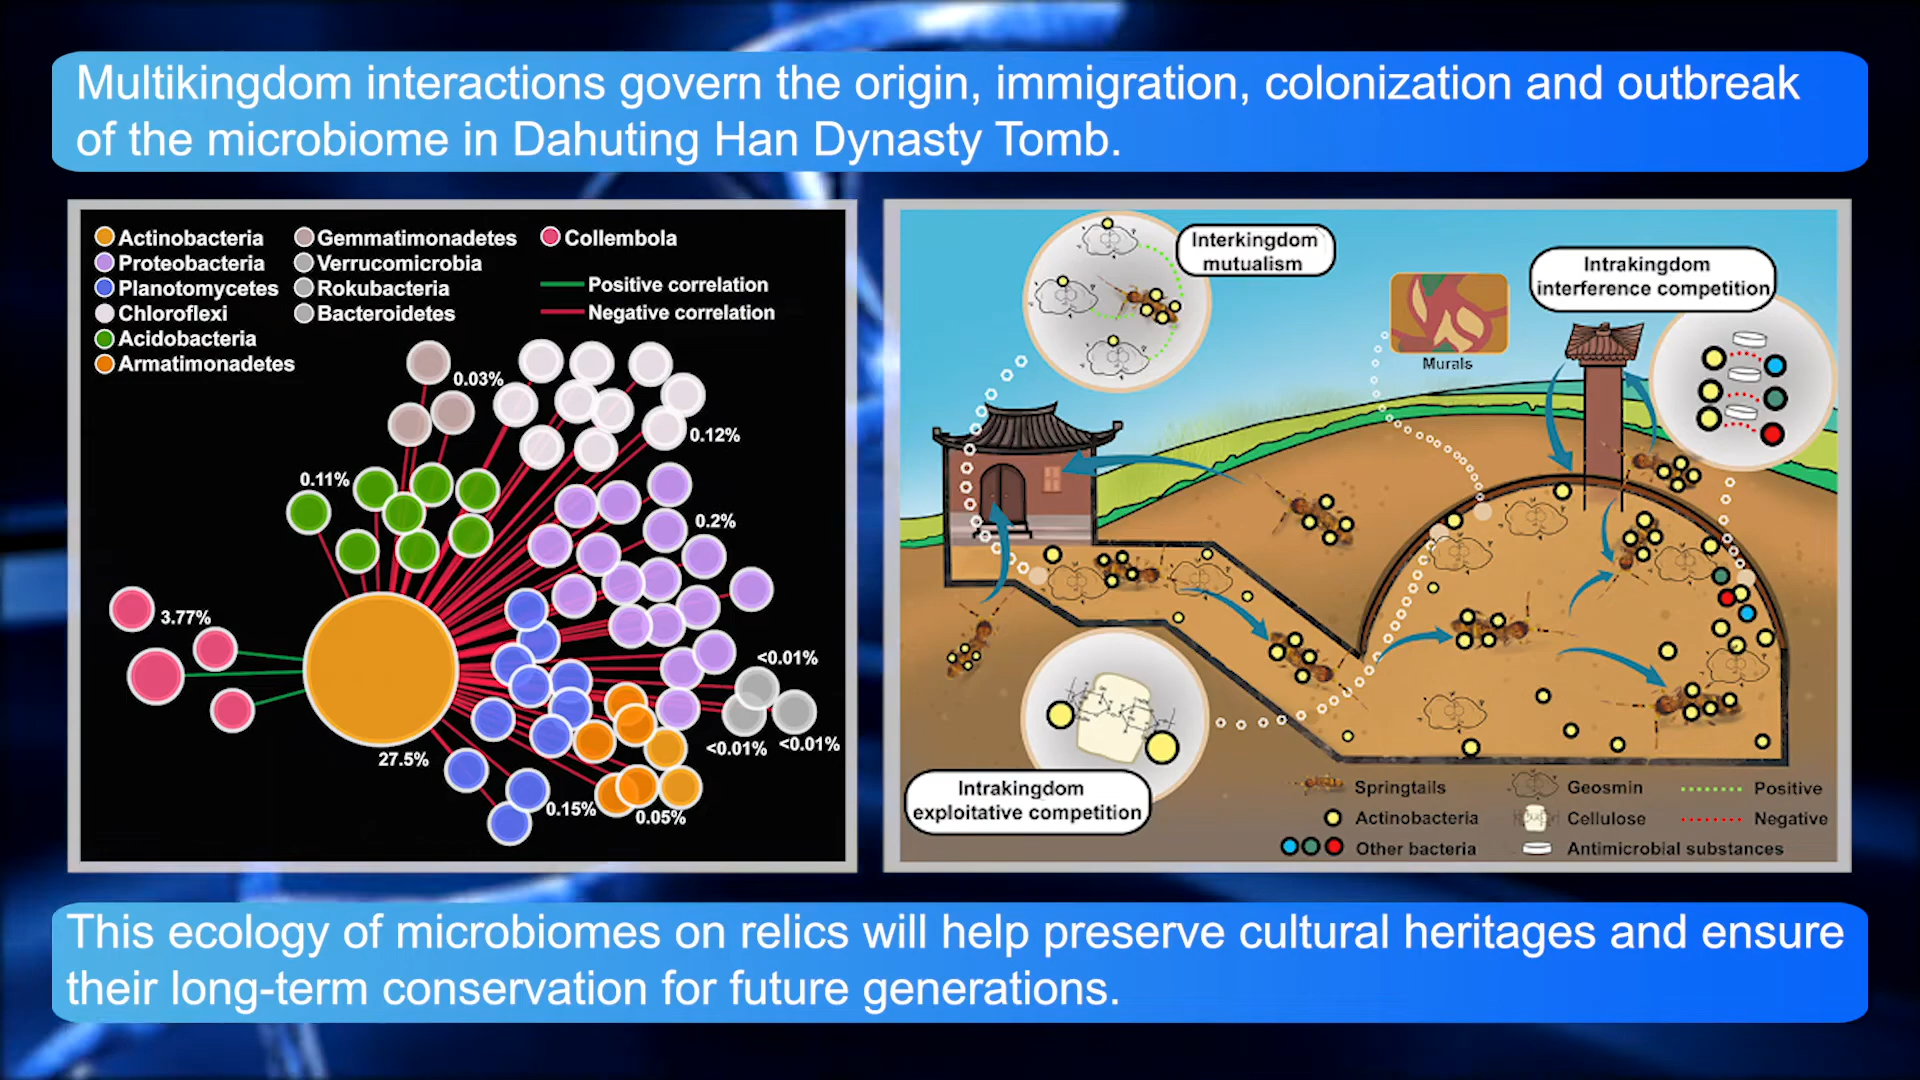 Multikingdom interactions govern the origin, immigration, colonization and outbreak
of the microbiome in Dahuting Han Dynasty Tomb.
Actinobacteria
Proteobacteria
Planotomycetes
Chloroflexi
Acidobacteria
Armatimonadetes
Gemmatimonadetes
Verrucomicrobia
Rokubacteria
Bacteroidetes
Collembola
Positive correlation
Negative correlation
0.03%
0.12%
0.11%
0.2%
3.77%
<0.01%
<0.01%
<0.01%
27.5%
0.15%
0.05%
Interkingdom
mutualism
Murals
Intrakingdom
interference competition
Intrakingdom
exploitative competition
Springtails
Actinobacteria
Other bacteria
Geosmin
Cellulose
Antimicrobial substances
Positive
Negative
This ecology of microbiomes on relics will help preserve cultural heritages and ensure
their long-term conservation for future generations.